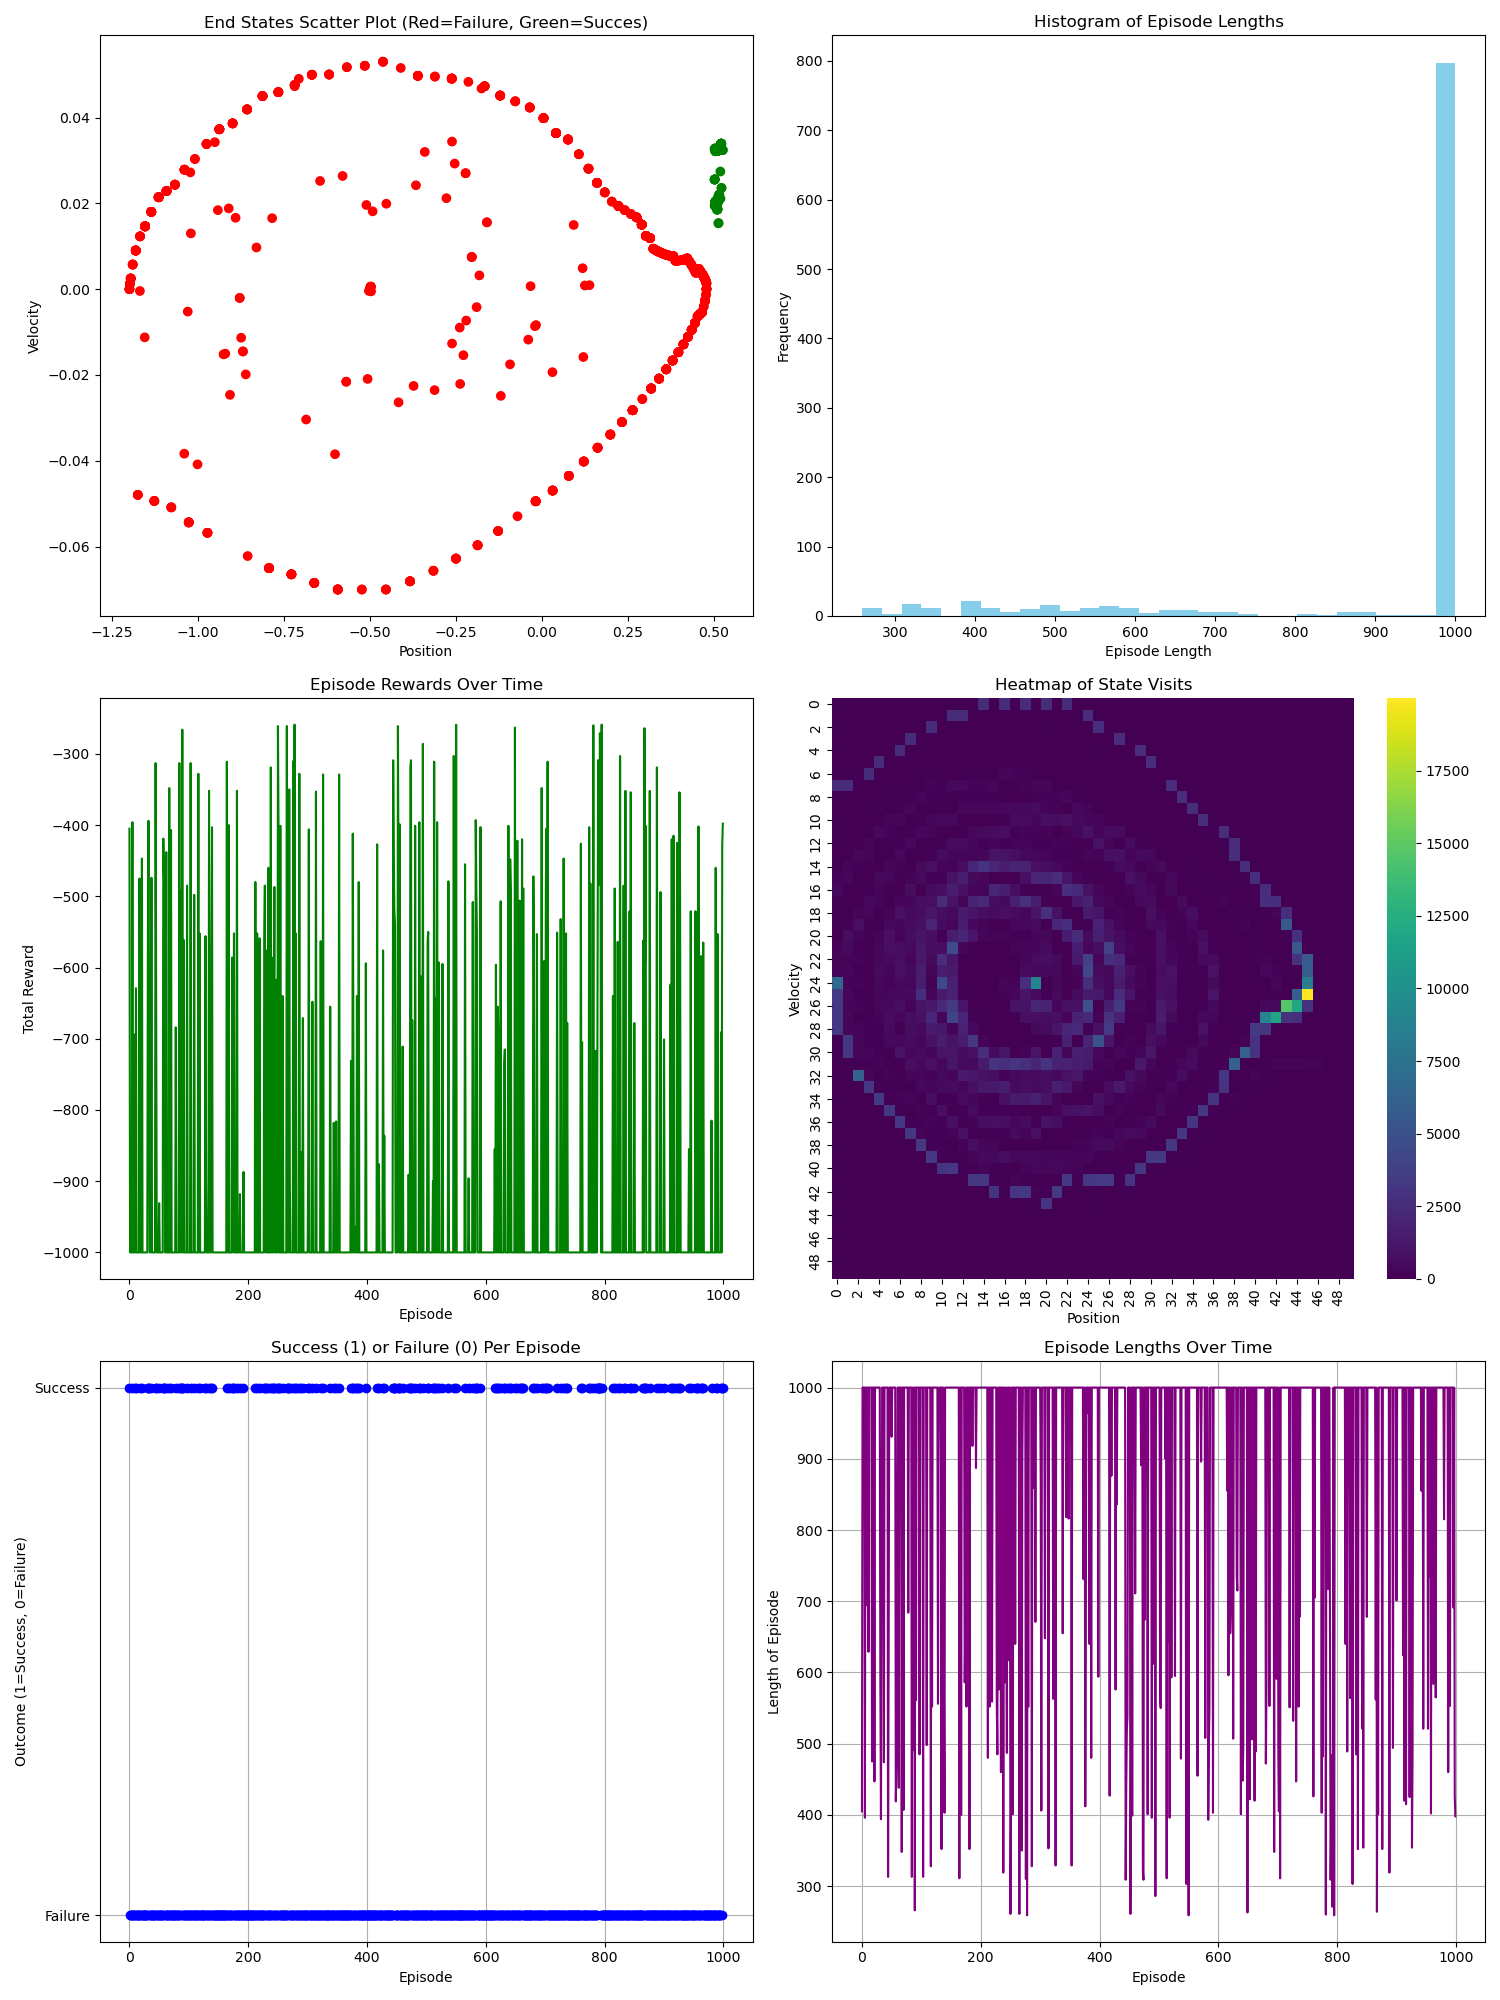 End States Scatter Plot (Red=Failure, Green=Succes)
Velocity
0.04
0.02
0.00
−0.02
−0.04
−0.06
−1.25 −1.00 −0.75 −0.50 −0.25 0.00 0.25 0.50
Position
Histogram of Episode Lengths
Frequency
800
700
600
500
400
300
200
100
0
300 400 500 600 700 800 900 1000
Episode Length
Episode Rewards Over Time
Total Reward
−300
−400
−500
−600
−700
−800
−900
−1000
0 200 400 600 800 1000
Episode
Heatmap of State Visits
Velocity
0
2
4
6
8
10
12
14
16
18
20
22
24
26
28
30
32
34
36
38
40
42
44
46
48
0 2 4 6 8 10 12 14 16 18 20 22 24 26 28 30 32 34 36 38 40 42 44 46 48
Position
17500
15000
12500
10000
7500
5000
2500
0
Success (1) or Failure (0) Per Episode
Outcome (1=Success, 0=Failure)
Success
Failure
0 200 400 600 800 1000
Episode
Episode Lengths Over Time
Length of Episode
1000
900
800
700
600
500
400
300
0 200 400 600 800 1000
Episode